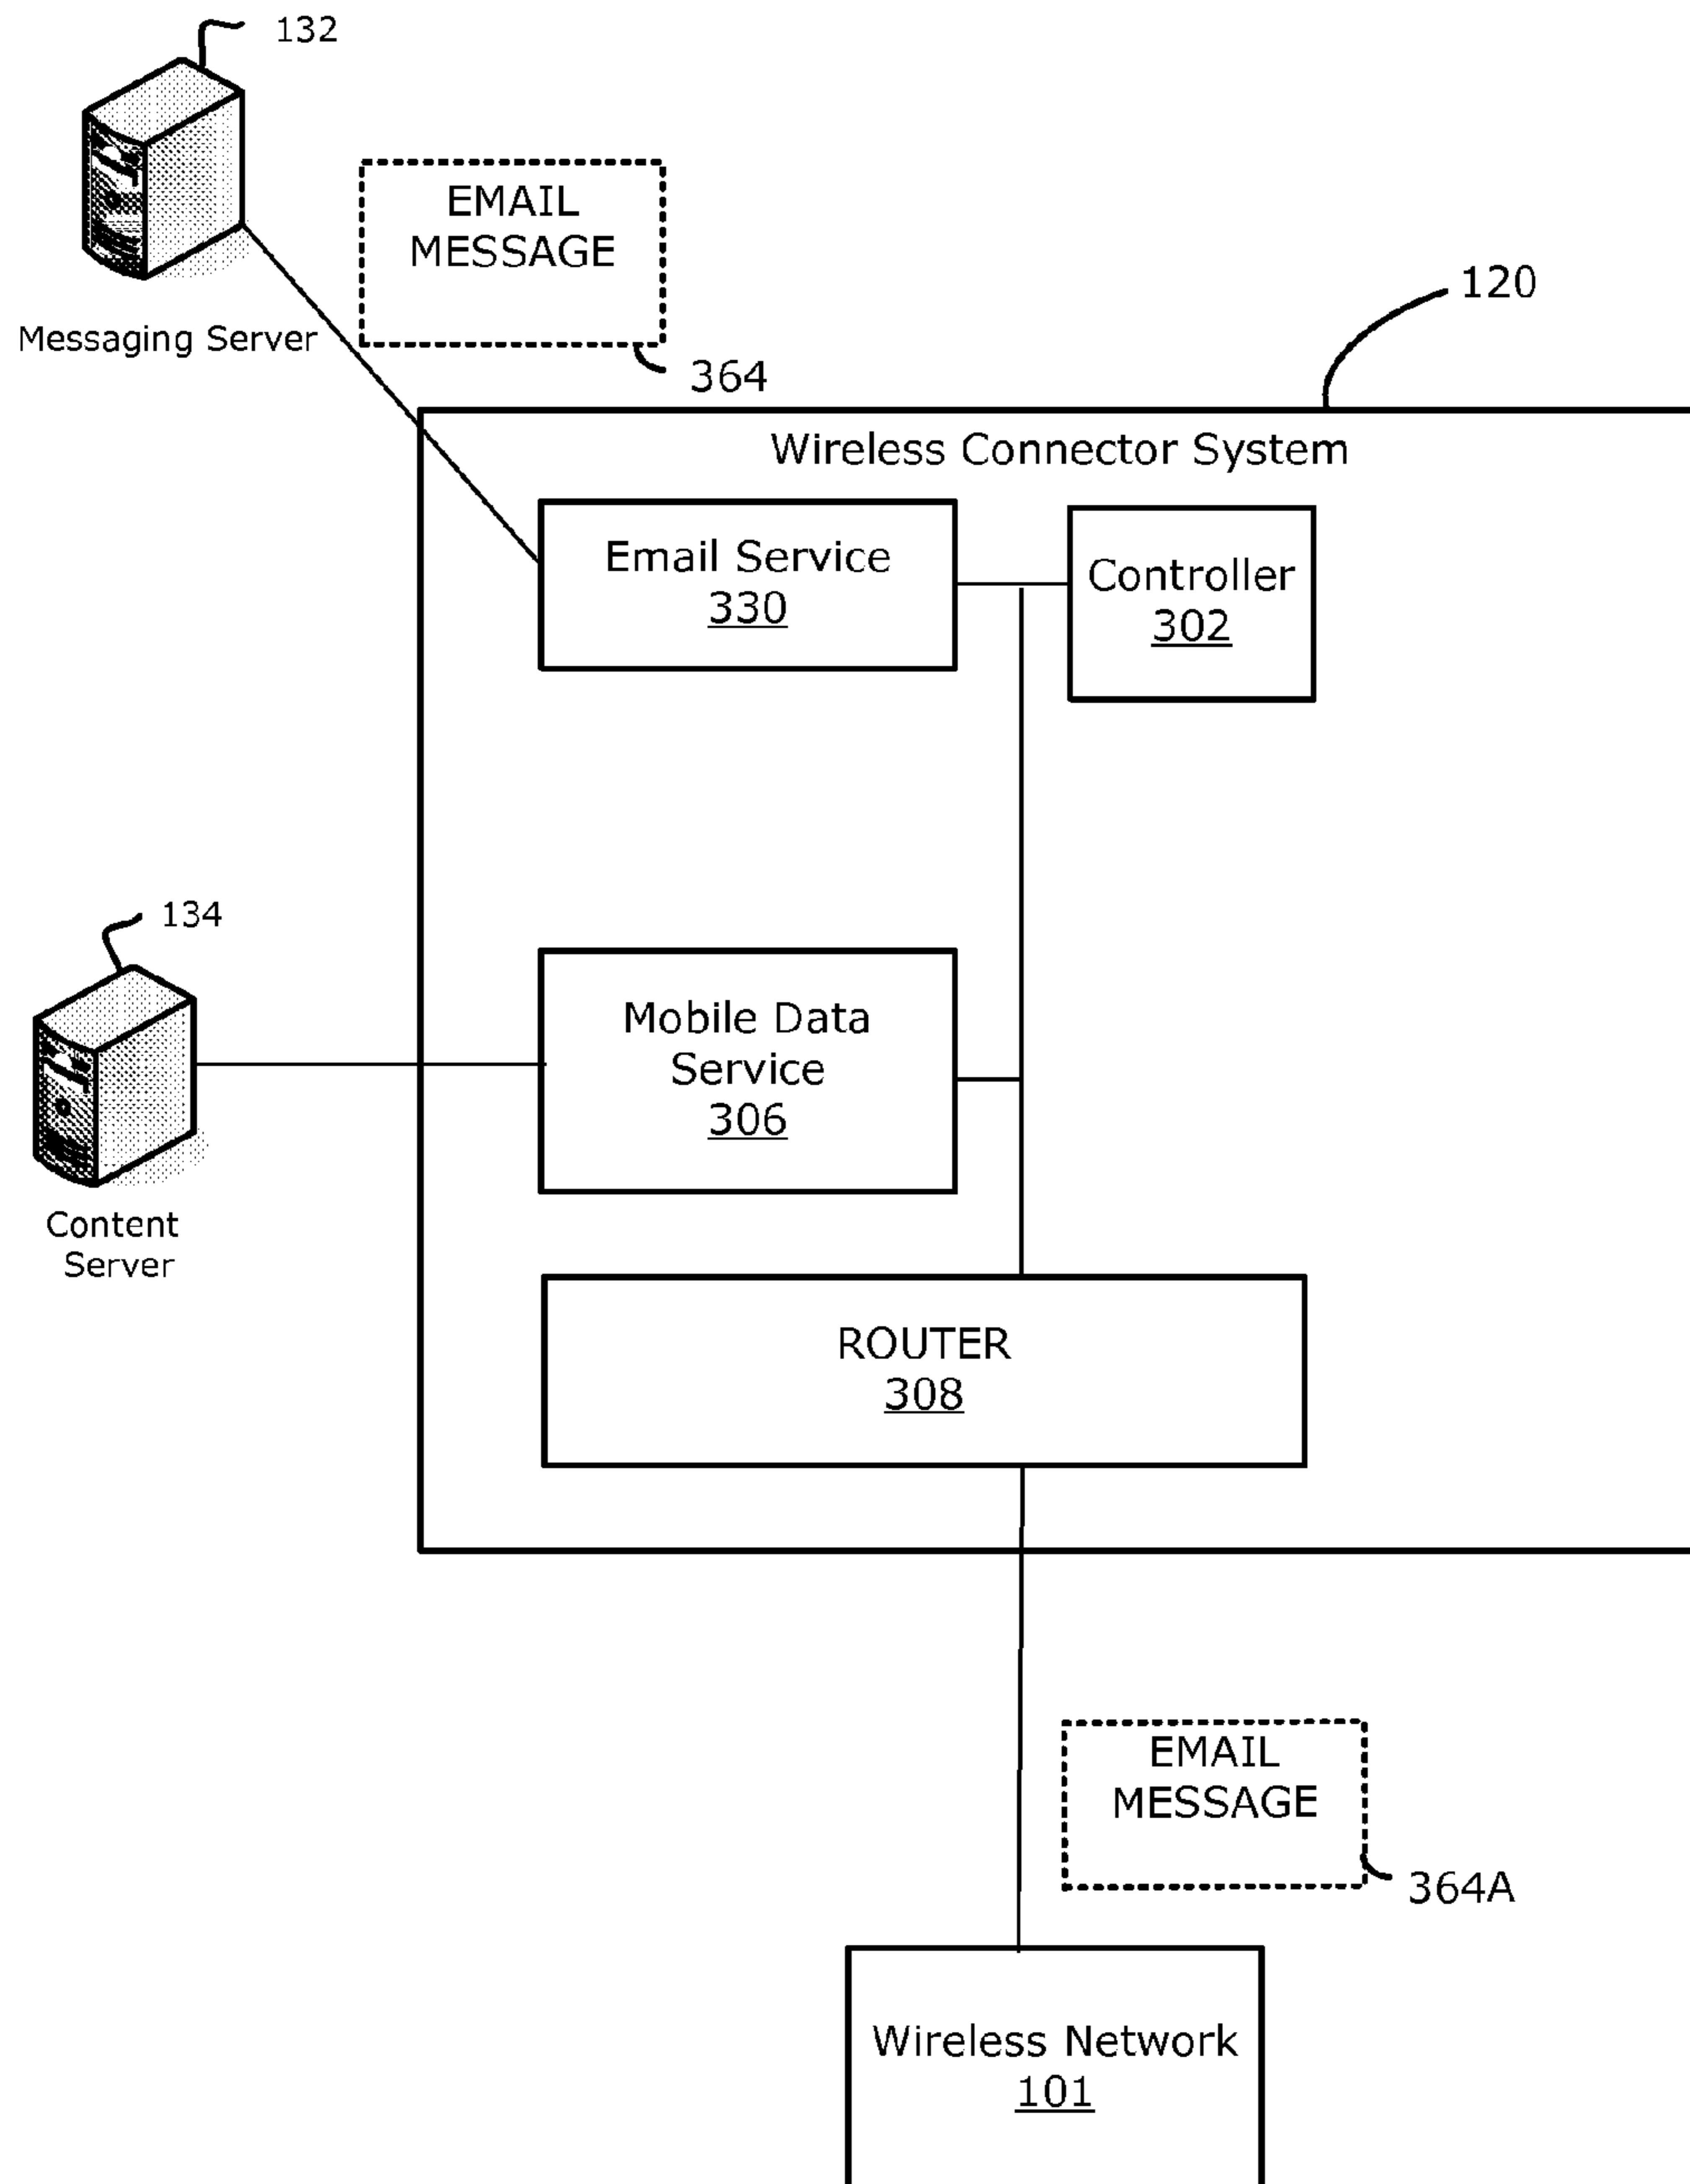 132
EMAIL
MESSAGE
120
Messaging Server
364
Wireless Connector System
Email Service
330
Controller
302
134
Mobile Data
Service
306
Content
Server
ROUTER
308
EMAIL
MESSAGE
364A
Wireless Network
101